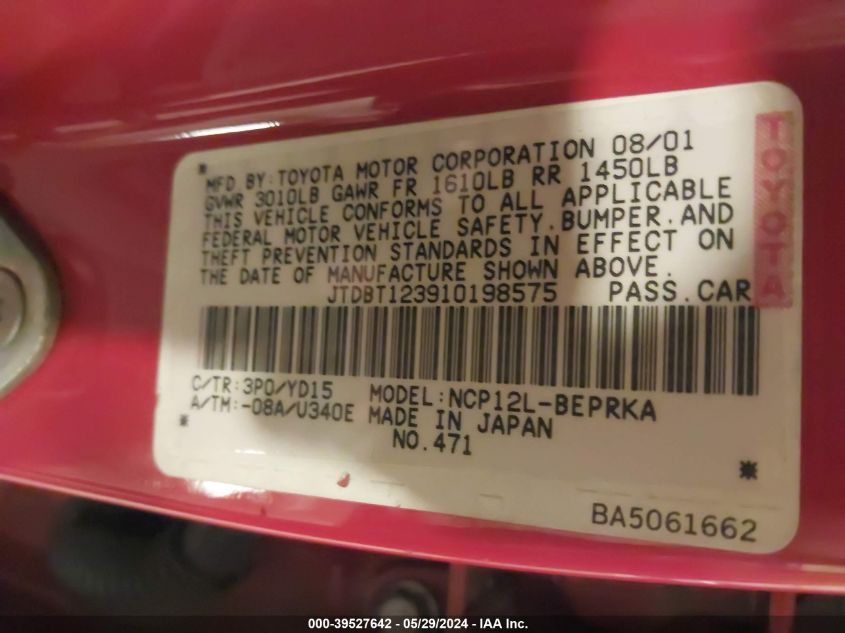 MFD.BY:TOYOTA MOTOR CORPORATION 08/01
GVWR 3010LB GAWR FR 1610LB RR 1450LB
THIS VEHICLE CONFORMS TO ALL APPLICABLE
FEDERAL MOTOR VEHICLE SAFETY,BUMPER,AND
THEFT PREVENTION STANDARDS IN EFFECT ON
THE DATE OF MANUFACTURE SHOWN ABOVE.
JTDBT123910198575 PASS.CAR
TOYOTA
C/TR:3P0/YD15 MODEL:NCP12L-BEPRKA
A/TM:-08A/U340E MADE IN JAPAN
NO.471
BA5061662
000-39527642 - 05/29/2024 - IAA Inc.